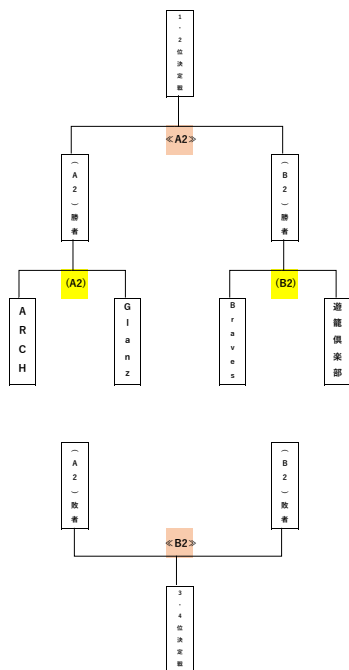 1-2位決定戦
≪A2≫
(A2)勝者
(B2)勝者
(A2)
(B2)
ARCH
Glanz
Braves
遊龍倶楽部
(A2)敗者
(B2)敗者
≪B2≫
3-4位決定戦